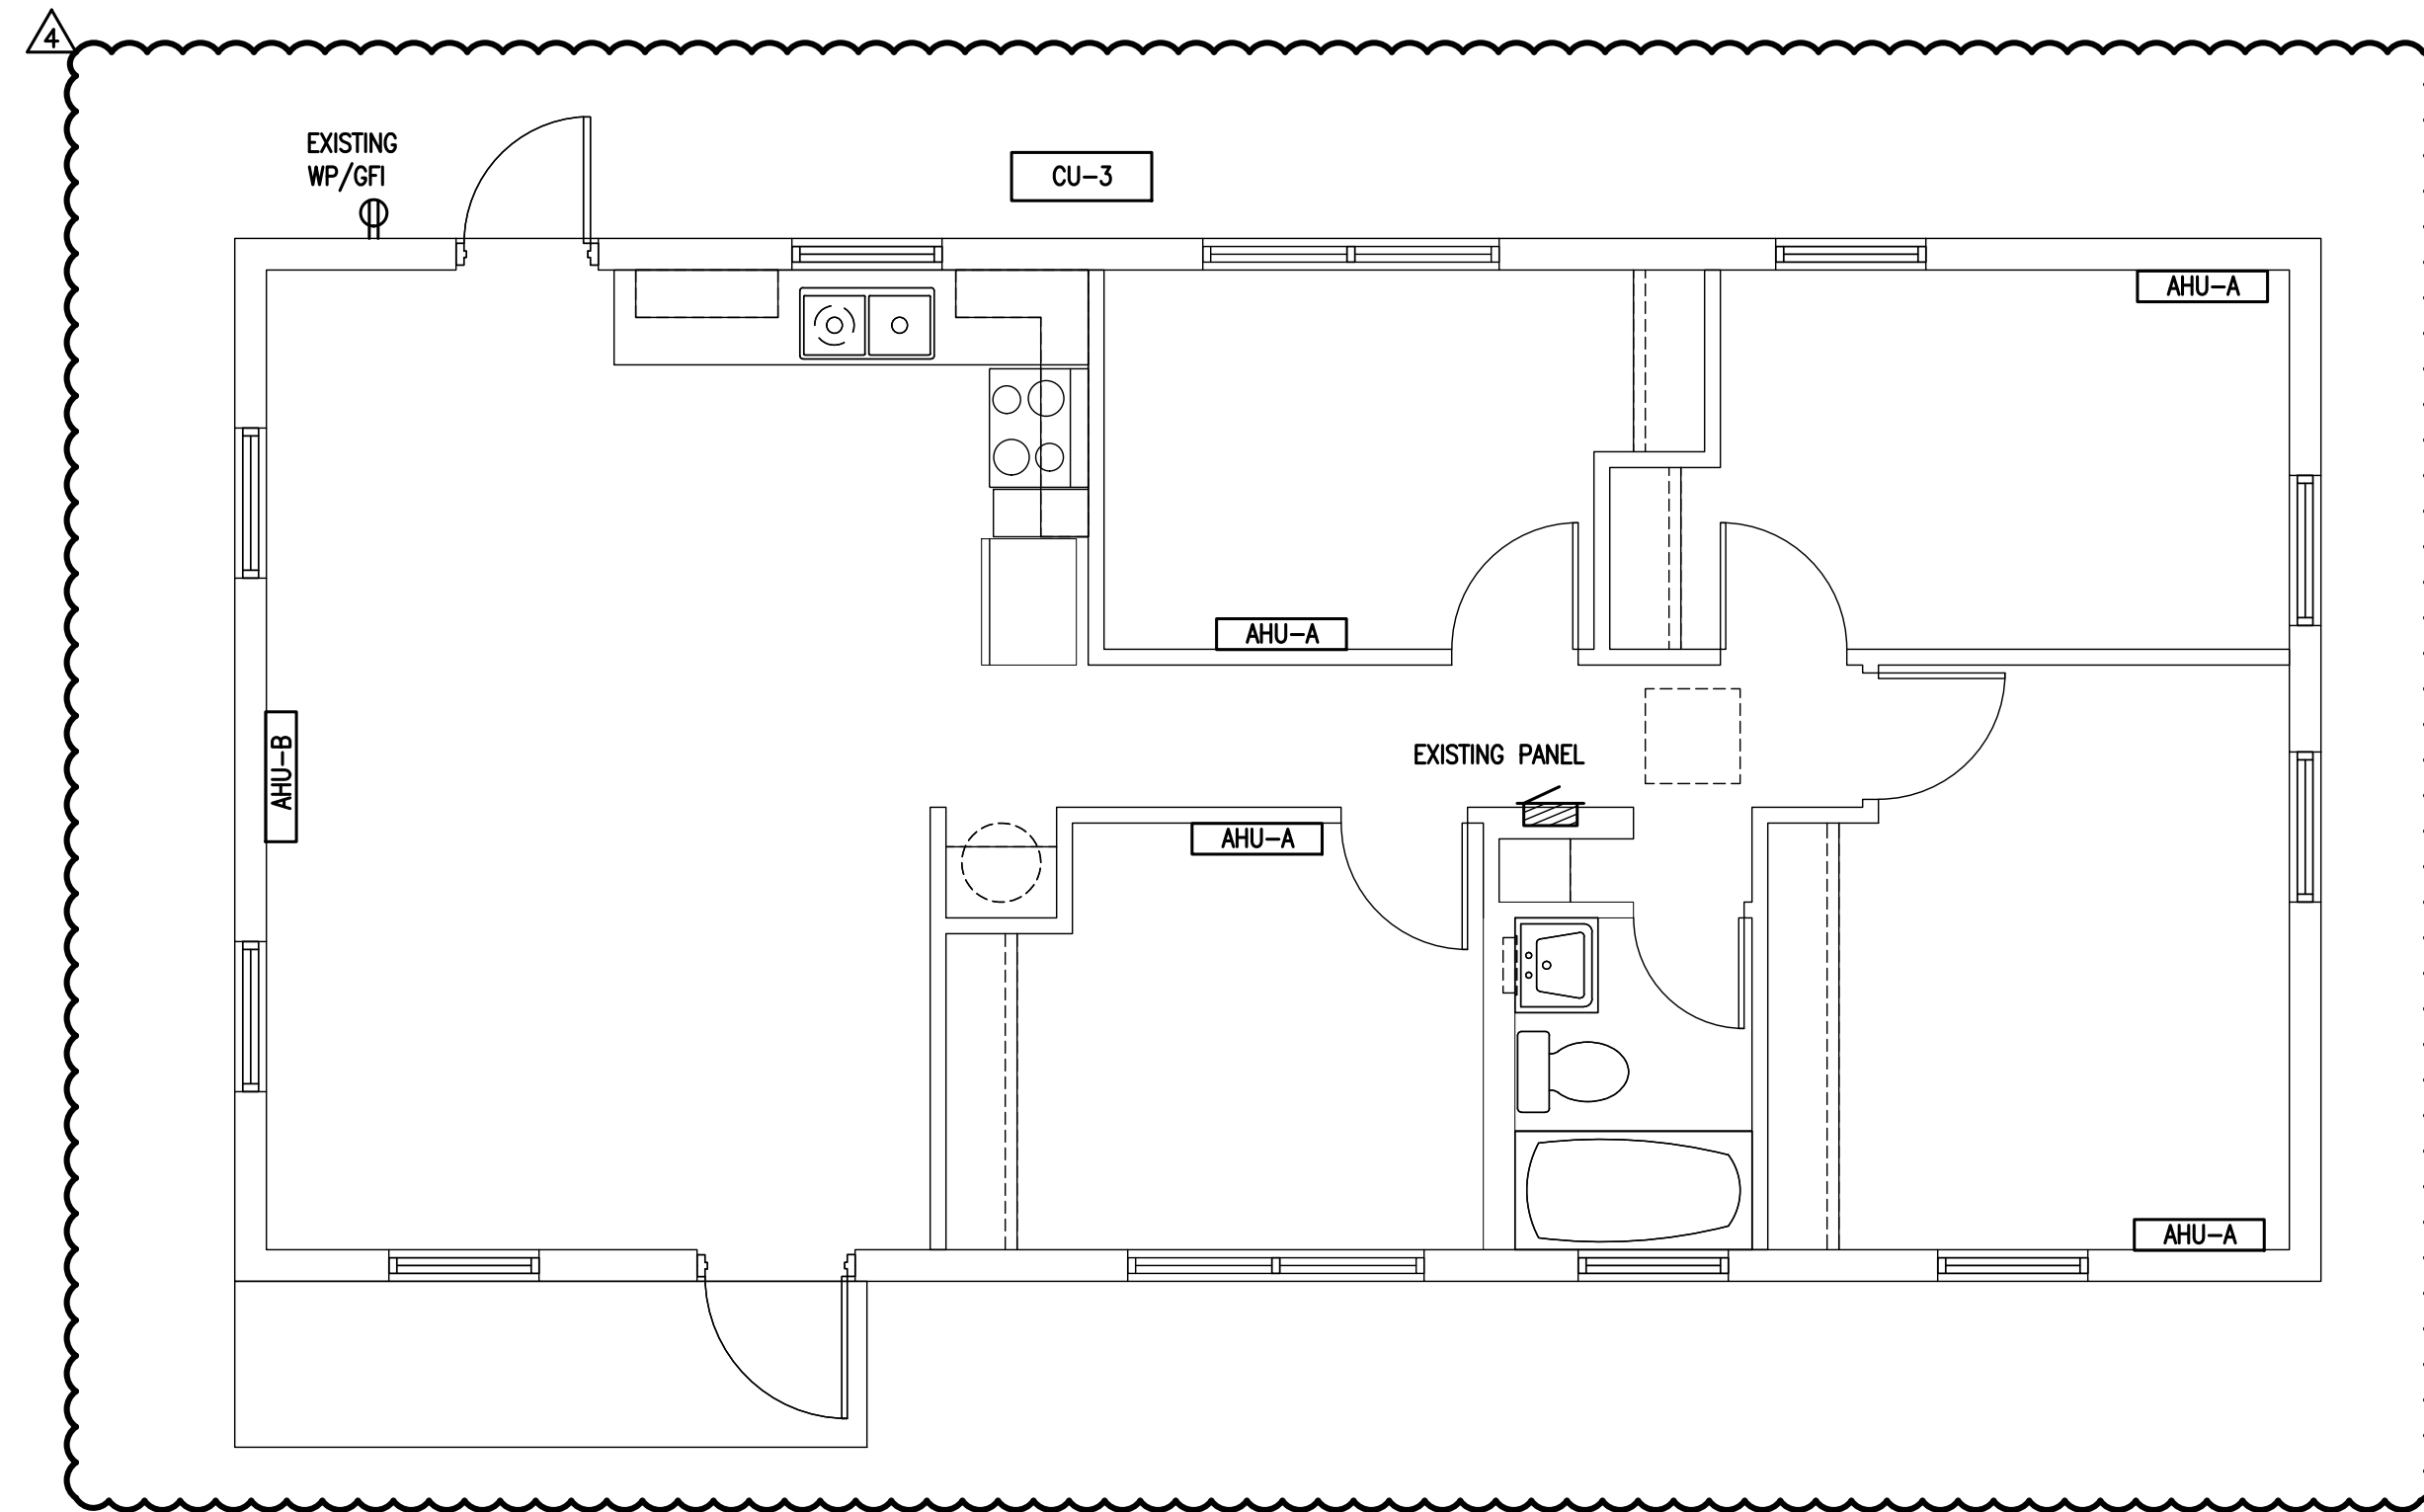 4
EXISTING
WP/GFI
CU-3
AHU-A
AHU-A
AHU-B
EXISTING PANEL
AHU-A
AHU-A